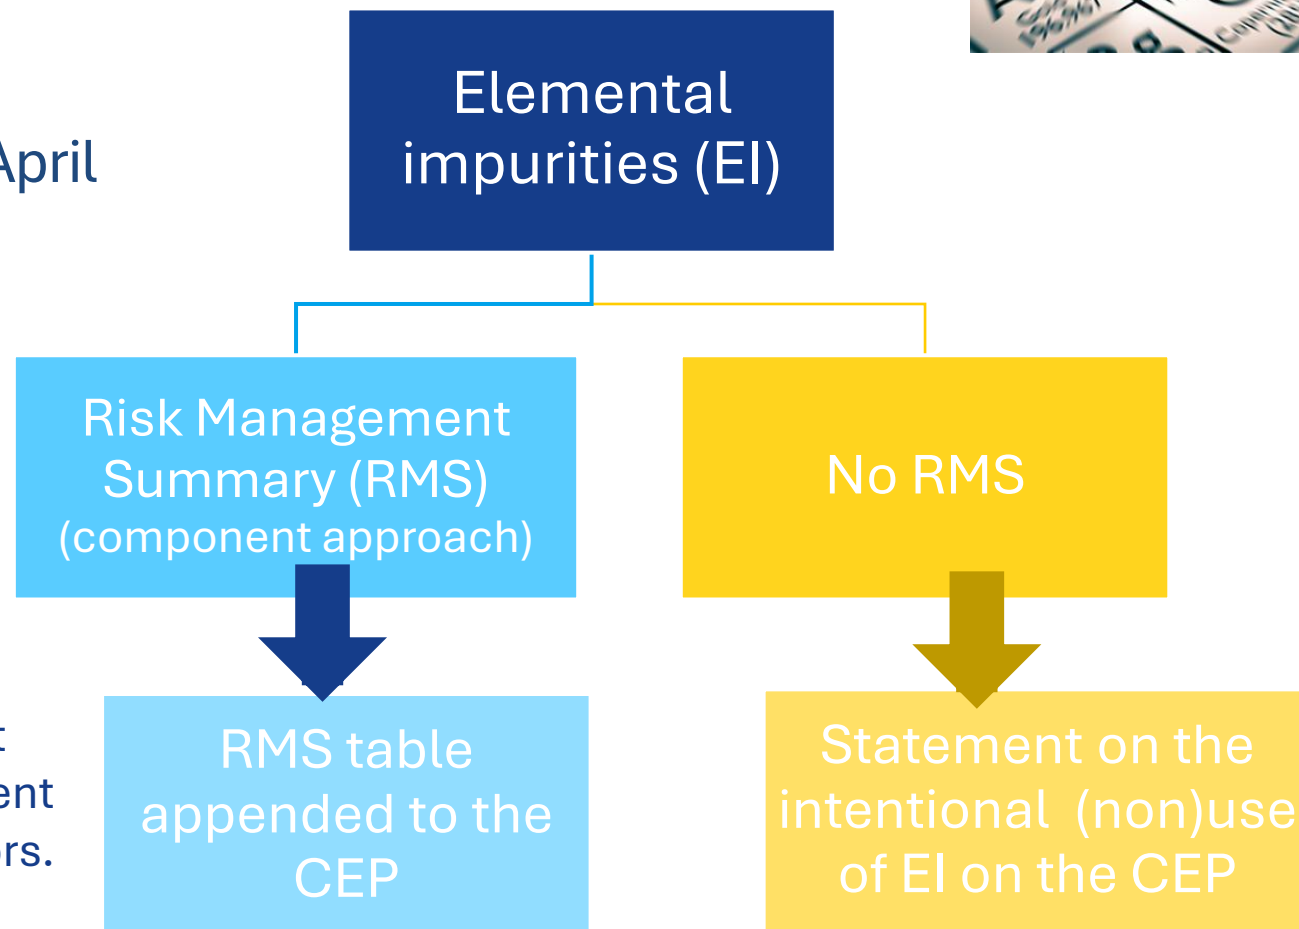 Elemental
impurities (EI)
April
Risk Management
Summary (RMS)
(component approach)
No RMS
RMS table
appended to the
CEP
Statement on the
intentional (non)use
of EI on the CEP